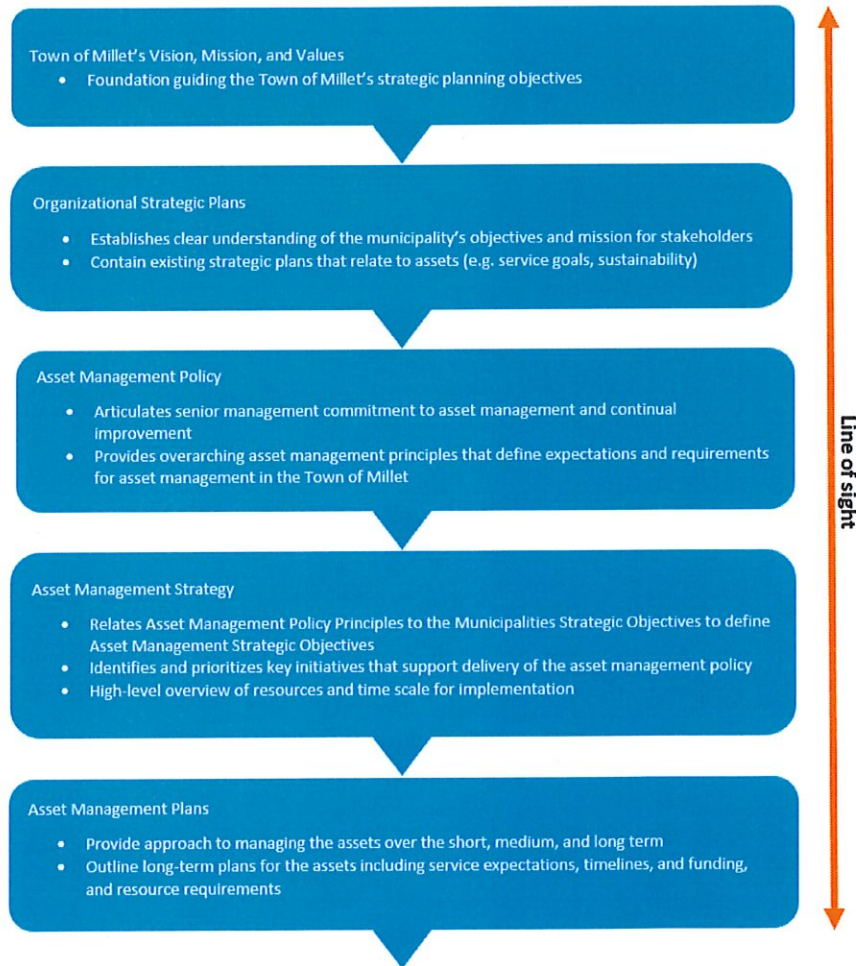 Town of Millet's Vision, Mission, and Values
• Foundation guiding the Town of Millet's strategic planning objectives
Organizational Strategic Plans
• Establishes clear understanding of the municipality's objectives and mission for stakeholders
• Contain existing strategic plans that relate to assets (e.g. service goals, sustainability)
Asset Management Policy
• Articulates senior management commitment to asset management and continual
improvement
• Provides overarching asset management principles that define expectations and requirements
for asset management in the Town of Millet
Asset Management Strategy
• Relates Asset Management Policy Principles to the Municipalities Strategic Objectives to define
Asset Management Strategic Objectives
• Identifies and prioritizes key initiatives that support delivery of the asset management policy
• High-level overview of resources and time scale for implementation
Asset Management Plans
• Provide approach to managing the assets over the short, medium, and long term
• Outline long-term plans for the assets including service expectations, timelines, and funding,
and resource requirements
Line of sight